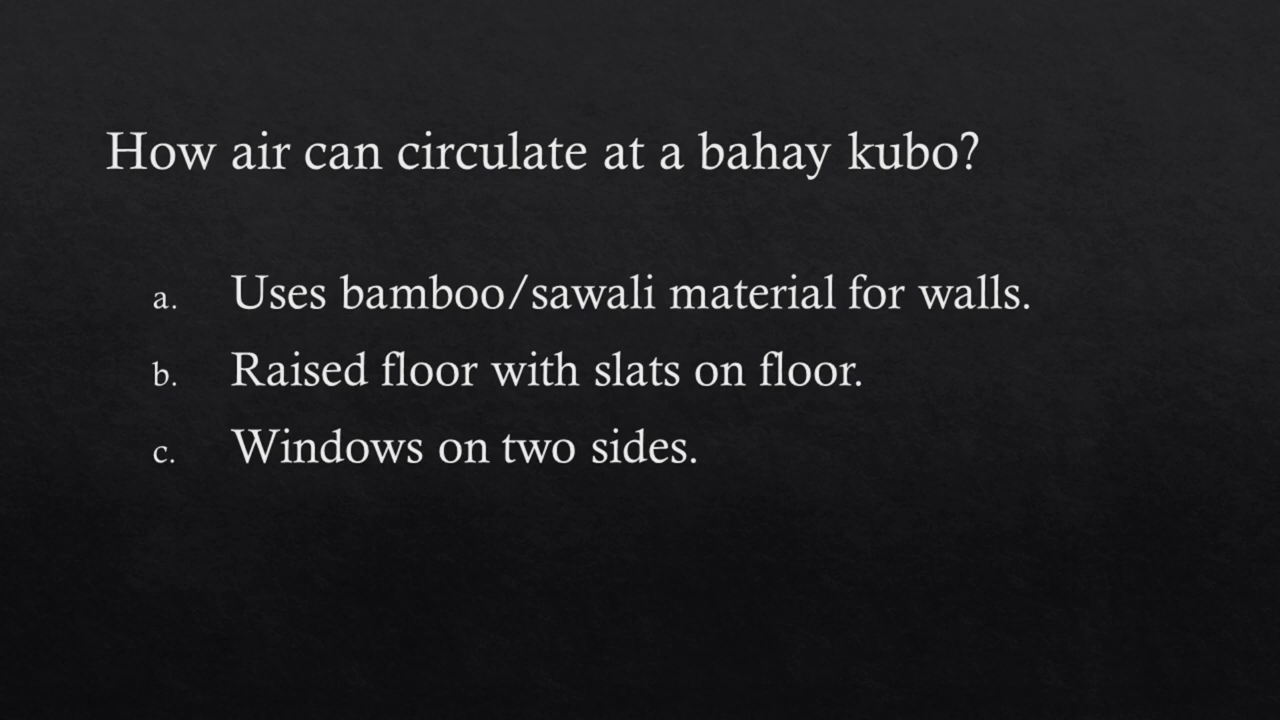 How air can circulate at a bahay kubo?
a. Uses bamboo/sawali material for walls.
b. Raised floor with slats on floor.
c. Windows on two sides.